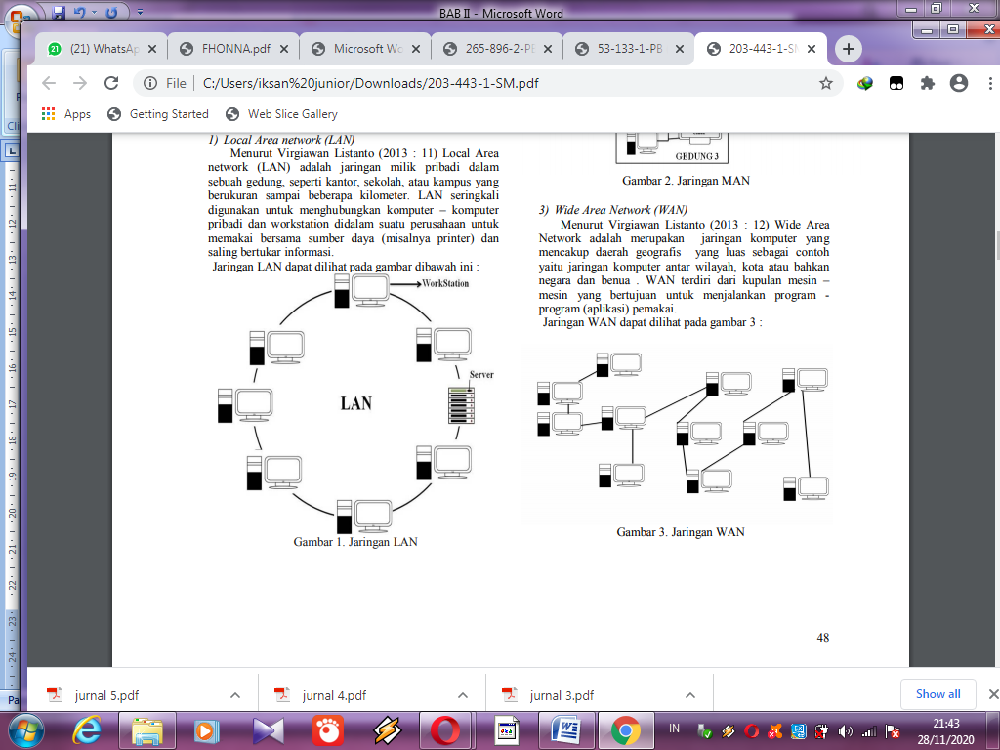 BAB II - Microsoft Word
(21) WhatsAp
FHONNA.pdf
Microsoft Wo
265-896-2-PB
53-133-1-PB
203-443-1-SM
File
C:/Users/iksan%20junior/Downloads/203-443-1-SM.pdf
Apps
Getting Started
Web Slice Gallery
1) Local Area network (LAN)
Menurut Virgiawan Listanto (2013 : 11) Local Area
network (LAN) adalah jaringan milik pribadi dalam
sebuah gedung, seperti kantor, sekolah, atau kampus yang
berukuran sampai beberapa kilometer. LAN seringkali
digunakan untuk menghubungkan komputer – komputer
pribadi dan workstation didalam suatu perusahaan untuk
memakai bersama sumber daya (misalnya printer) dan
saling bertukar informasi.
Jaringan LAN dapat dilihat pada gambar dibawah ini :
WorkStation
Server
LAN
Gambar 1. Jaringan LAN
GEDUNG 3
Gambar 2. Jaringan MAN
3) Wide Area Network (WAN)
Menurut Virgiawan Listanto (2013 : 12) Wide Area
Network adalah merupakan jaringan komputer yang
mencakup daerah geografis yang luas sebagai contoh
yaitu jaringan komputer antar wilayah, kota atau bahkan
negara dan benua . WAN terdiri dari kupulan mesin –
mesin yang bertujuan untuk menjalankan program -
program (aplikasi) pemakai.
Jaringan WAN dapat dilihat pada gambar 3 :
Gambar 3. Jaringan WAN
48
jurnal 5.pdf
jurnal 4.pdf
jurnal 3.pdf
Show all
IN
21:43
28/11/2020